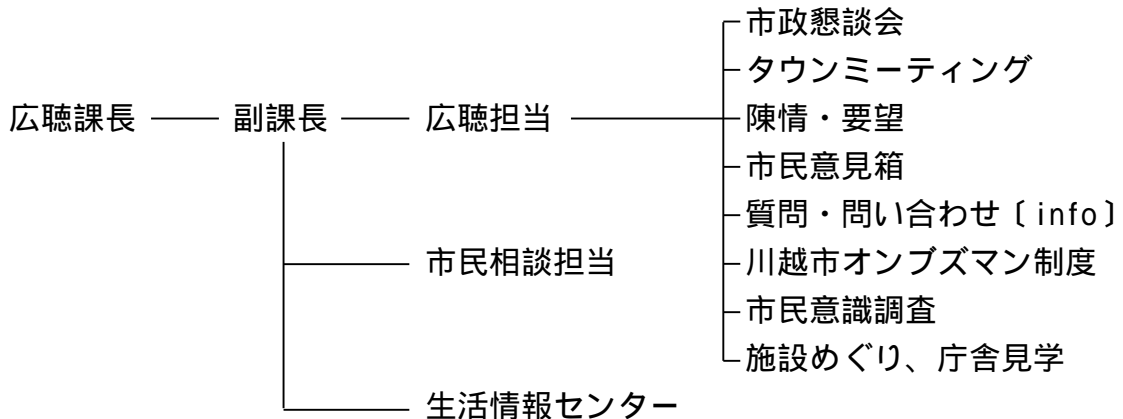 市政懇談会
タウンミーティング
広聴課長 副課長 広聴担当 陳情・要望
市民意見箱
質問・問い合わせ〔info〕
市民相談担当 川越市オンブズマン制度
市民意識調査
施設めぐり、庁舎見学
生活情報センター